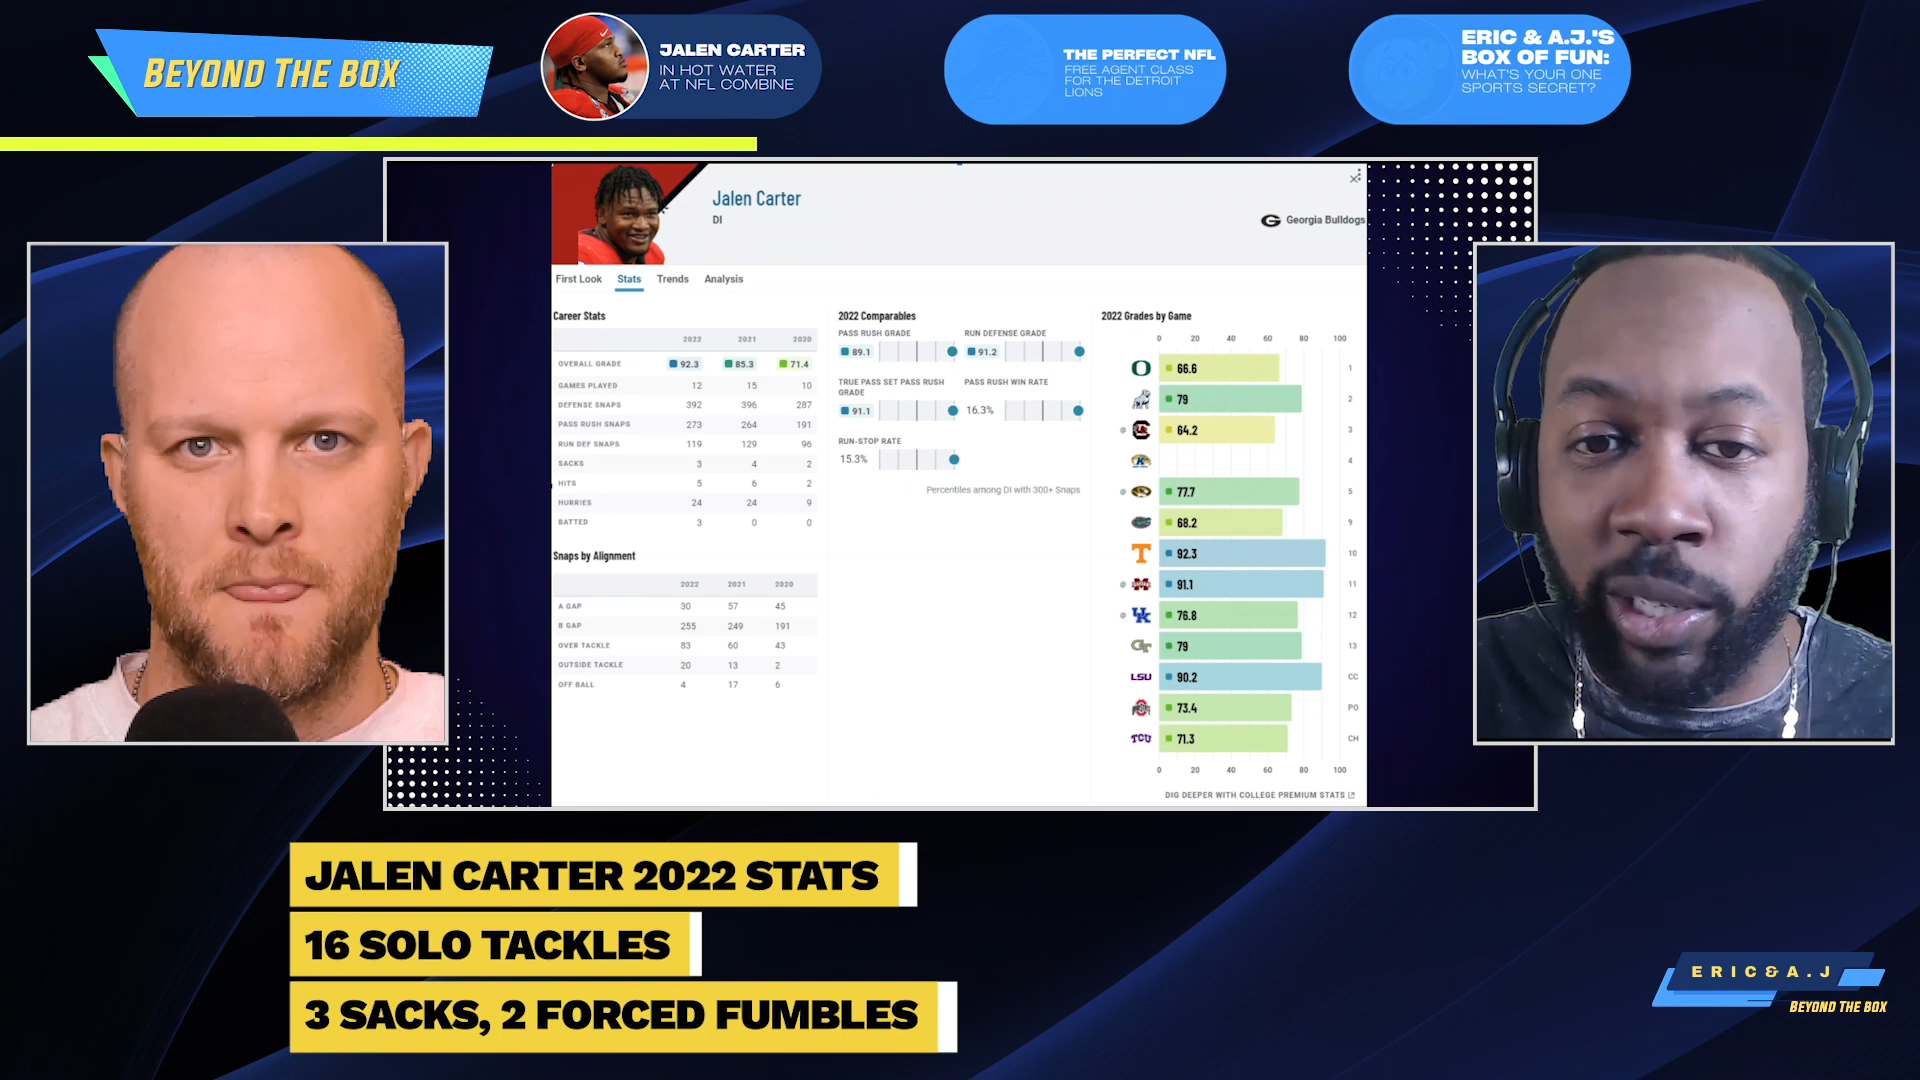 BEYOND THE BOX
JALEN CARTER
IN HOT WATER
AT NFL COMBINE
THE PERFECT NFL
FREE AGENT CLASS
FOR THE DETROIT
LIONS
ERIC & A.J.'S
BOX OF FUN:
WHAT'S YOUR ONE
SPORTS SECRET?
Jalen Carter
DI
Georgia Bulldogs
First Look Stats Trends Analysis
Career Stats
2022 2021 2020
OVERALL GRADE 92.3 85.3 71.4
GAMES PLAYED 12 15 10
DEFENSE SNAPS 392 396 287
PASS RUSH SNAPS 273 264 191
RUN DEF SNAPS 119 129 96
SACKS 3 4 2
HITS 5 6 2
HURRIES 24 24 9
BATTED 3 0 0
Snaps by Alignment
2022 2021 2020
A GAP 30 57 45
B GAP 255 249 191
OVER TACKLE 83 60 43
OUTSIDE TACKLE 20 13 2
OFF BALL 4 17 6
2022 Comparables
PASS RUSH GRADE RUN DEFENSE GRADE
89.1 91.2
TRUE PASS SET PASS RUSH PASS RUSH WIN RATE
GRADE
91.1 16.3%
RUN-STOP RATE
15.3%
Percentiles among DI with 300+ Snaps
2022 Grades by Game
0 20 40 60 80 100
66.6 1
79 2
@ 64.2 3
4
@ 77.7 5
68.2 9
T 92.3 10
@ 91.1 11
@ UK 76.8 12
GT 79 13
LSU 90.2 CC
73.4 PO
TCU 71.3 CH
0 20 40 60 80 100
DIG DEEPER WITH COLLEGE PREMIUM STATS
JALEN CARTER 2022 STATS
16 SOLO TACKLES
3 SACKS, 2 FORCED FUMBLES
ERIC&A.J
BEYOND THE BOX